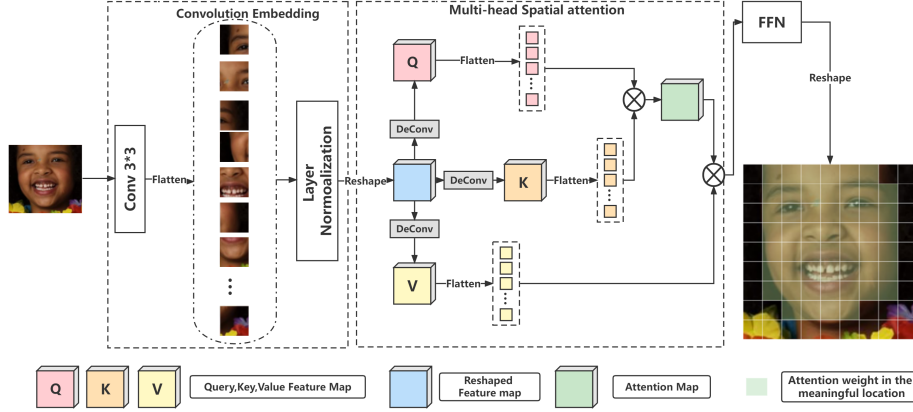 Convolution Embedding
Multi-head Spatial attention
Conv 3*3
Flatten
Layer
Normoalization
Reshape
Q
Flatten
DeConv
DeConv
K
Flatten
DeConv
V
Flatten
FFN
Reshape
Q
K
V
Query,Key,Value Feature Map
Reshaped
Feature map
Attention Map
Attention weight in the
meaningful location